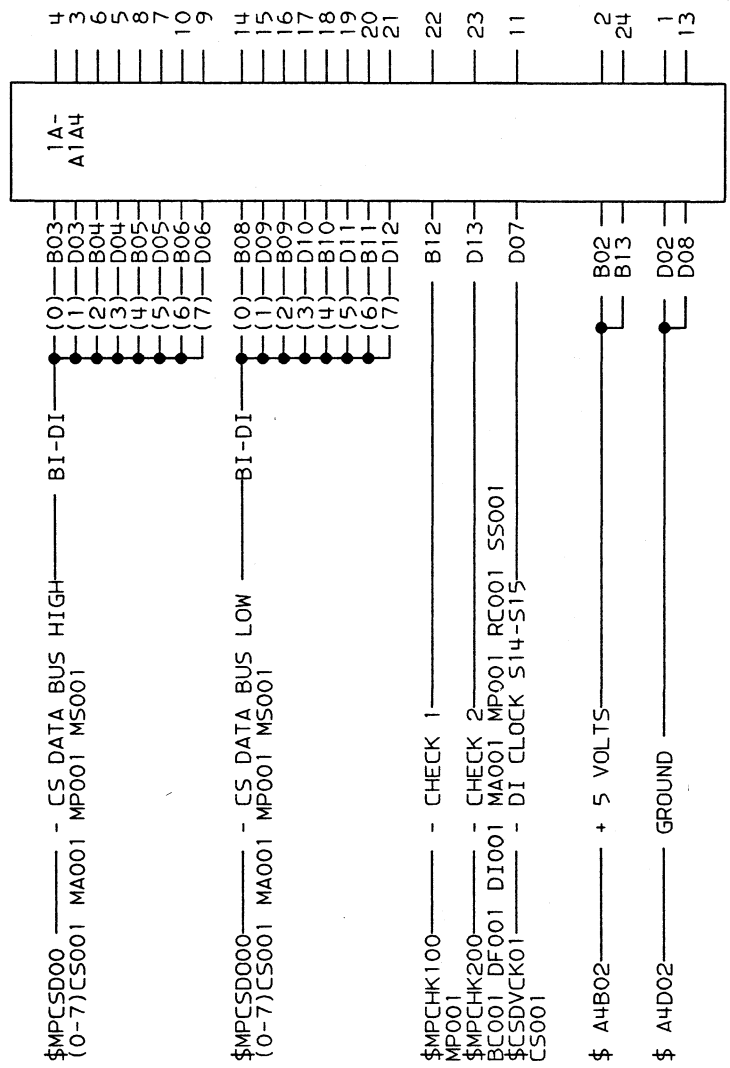 $MPCSD00 - CS DATA BUS HIGH BI-DI (0) B03 1A- 4
(0-7)CS001 MA001 MP001 MS001 (1) D03 A1A4 3
(2) B04 6
(3) D04 5
(4) B05 8
(5) D05 7
(6) B06 10
(7) D06 9
$MPCSD000 - CS DATA BUS LOW BI-DI (0) B08 14
(0-7)CS001 MA001 MP001 MS001 (1) D09 15
(2) B09 16
(3) D10 17
(4) B10 18
(5) D11 19
(6) B11 20
(7) D12 21
$MPCHK100 - CHECK 1 B12 22
MP001
$MPCHK200 - CHECK 2 D13 23
BC001 DF001 DI001 MA001 MP001 RC001 SS001
$CSDVCK01 - DI CLOCK S14-S15 D07 11
CS001
$ A4B02 + 5 VOLTS B02 2
B13 24
$ A4D02 GROUND D02 1
D08 13